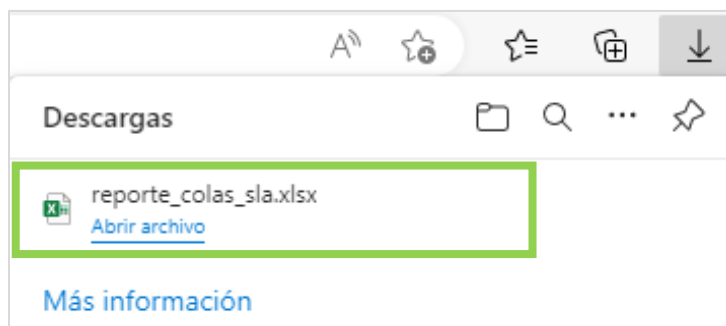 Descargas
reporte_colas_sla.xlsx
Abrir archivo
Más información